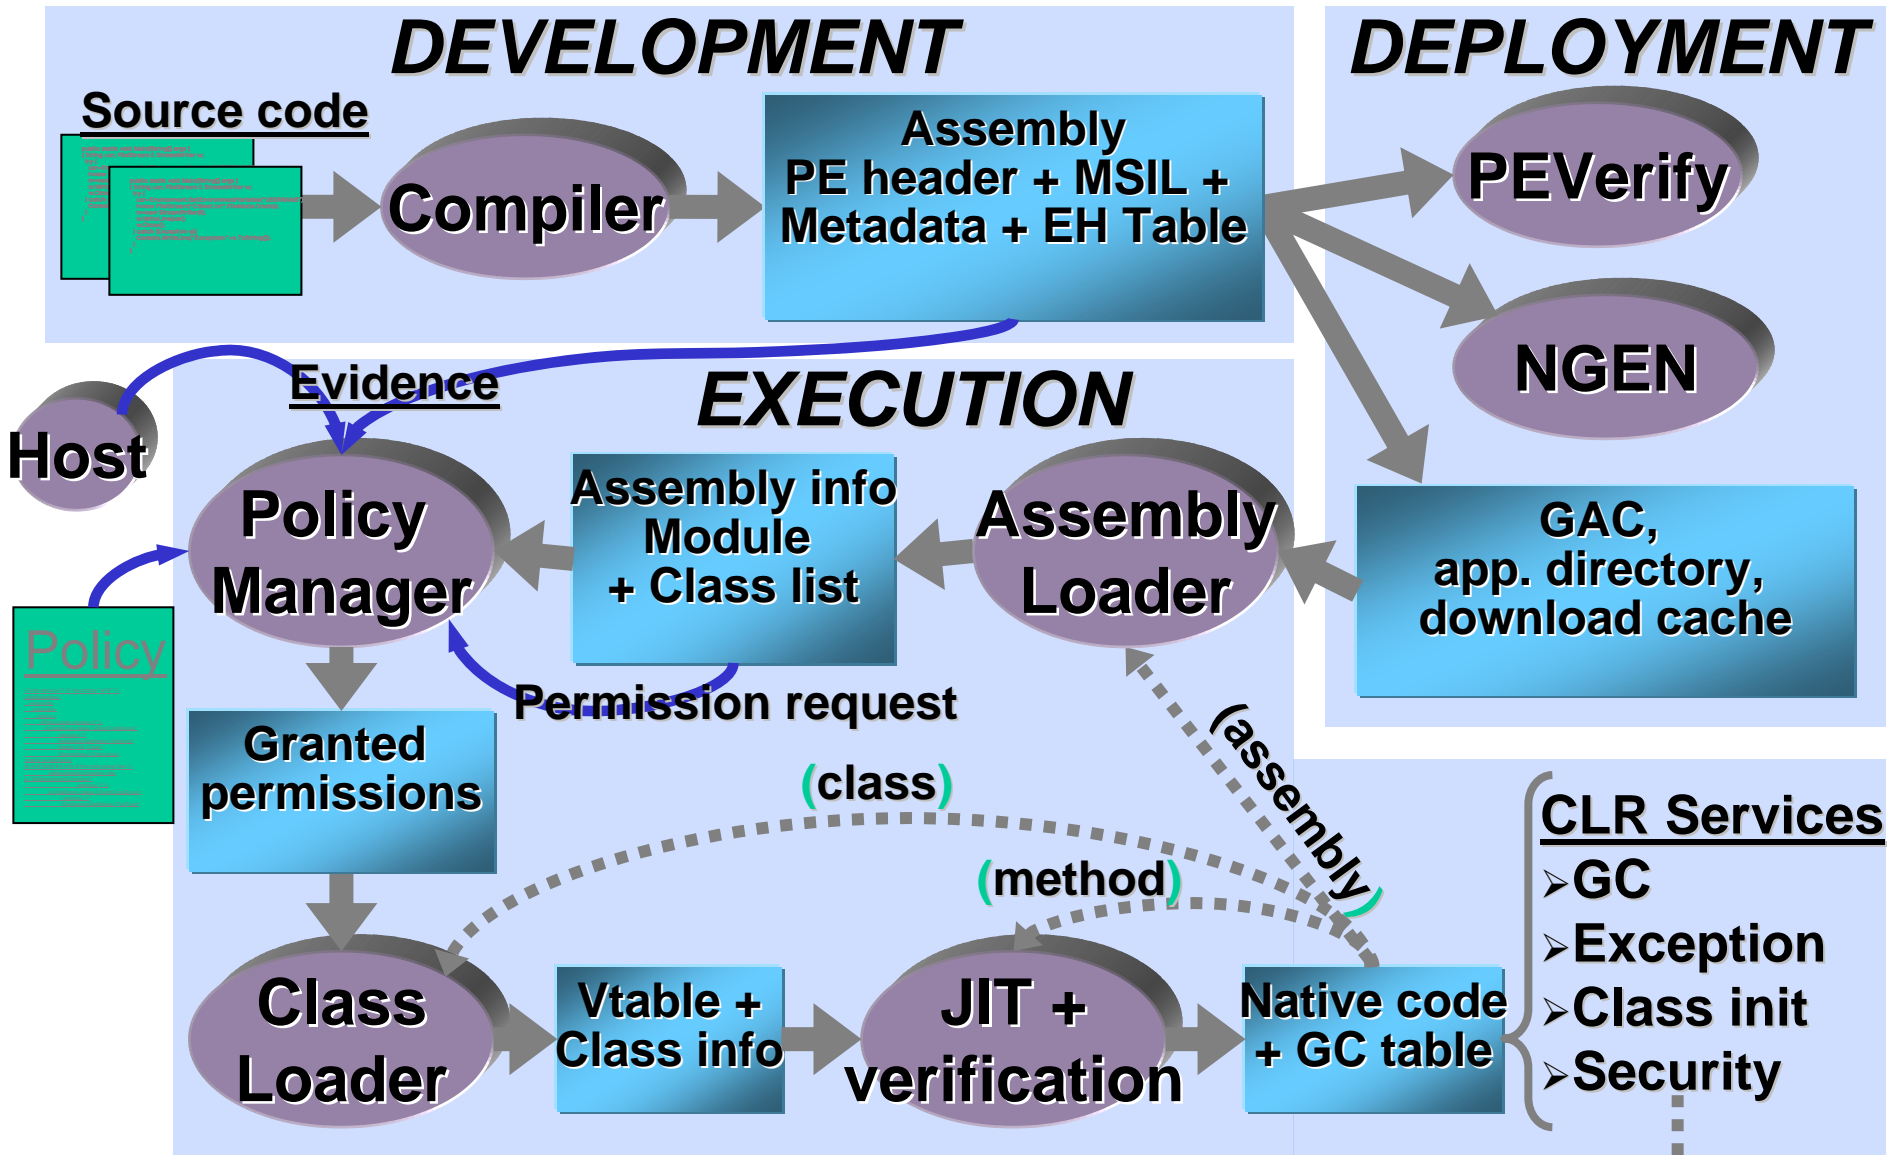 DEVELOPMENT
DEPLOYMENT
Source code
Compiler
Assembly
PE header + MSIL +
Metadata + EH Table
PEVerify
NGEN
Host
Evidence
EXECUTION
Policy
Manager
Assembly info
Module
+ Class list
Assembly
Loader
GAC,
app. directory,
download cache
Policy
Permission request
Granted
permissions
(class)
(method)
(assembly)
CLR Services
➢GC
➢Exception
➢Class init
➢Security
Class
Loader
Vtable +
Class info
JIT +
verification
Native code
+ GC table